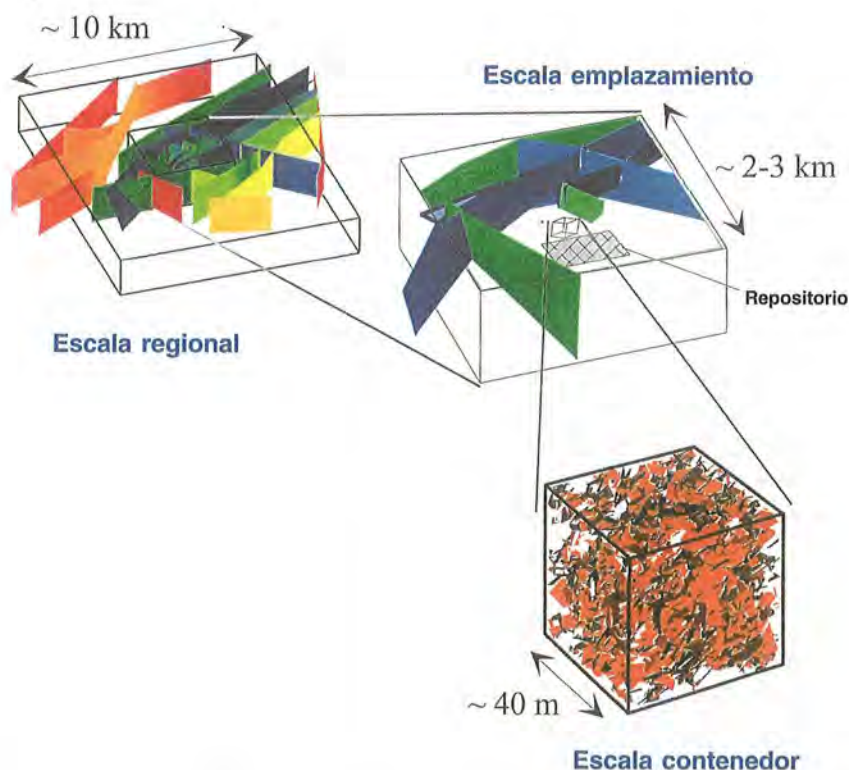 ~ 10 km
Escala emplazamiento
~ 2-3 km
Repositorio
Escala regional
~ 40 m
Escala contenedor